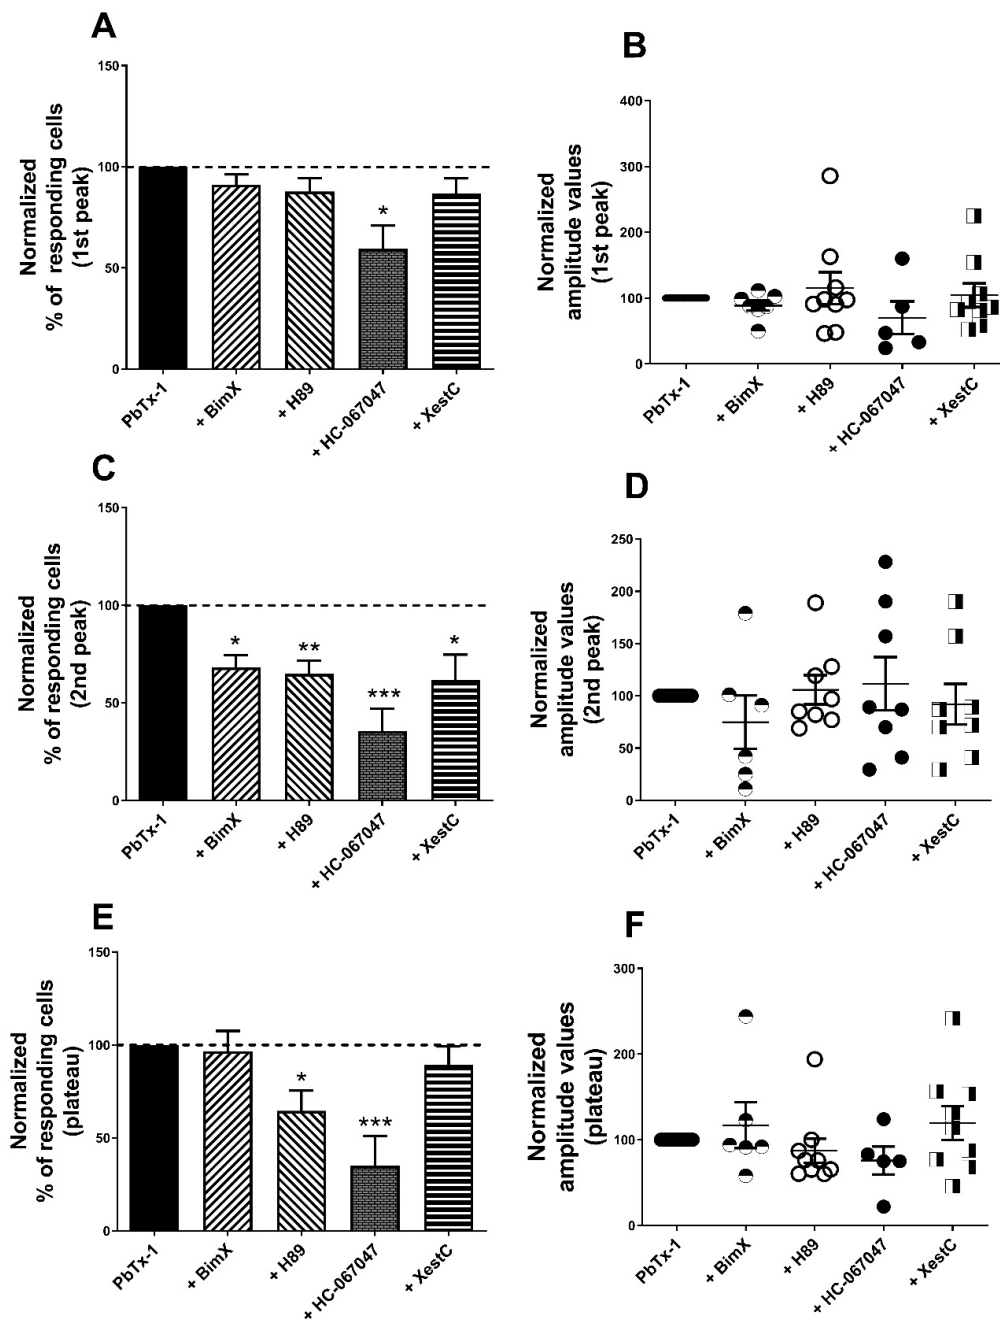 A
Normalized
% of responding cells
(1st peak)
150
100
50
0
*
PbTx-1
+ BimX
+ H89
+ HC-067047
+ XestC
B
Normalized
amplitude values
(1st peak)
400
300
200
100
0
PbTx-1
+ BimX
+ H89
+ HC-067047
+ XestC
C
Normalized
% of responding cells
(2nd peak)
150
100
50
0
*
**
***
*
PbTx-1
+ BimX
+ H89
+ HC-067047
+ XestC
D
Normalized
amplitude values
(2nd peak)
250
200
150
100
50
0
PbTx-1
+ BimX
+ H89
+ HC-067047
+ XestC
E
Normalized
% of responding cells
(plateau)
150
100
50
0
*
***
PbTx-1
+ BimX
+ H89
+ HC-067047
+ XestC
F
Normalized
amplitude values
(plateau)
300
200
100
0
PbTx-1
+ BimX
+ H89
+ HC-067047
+ XestC